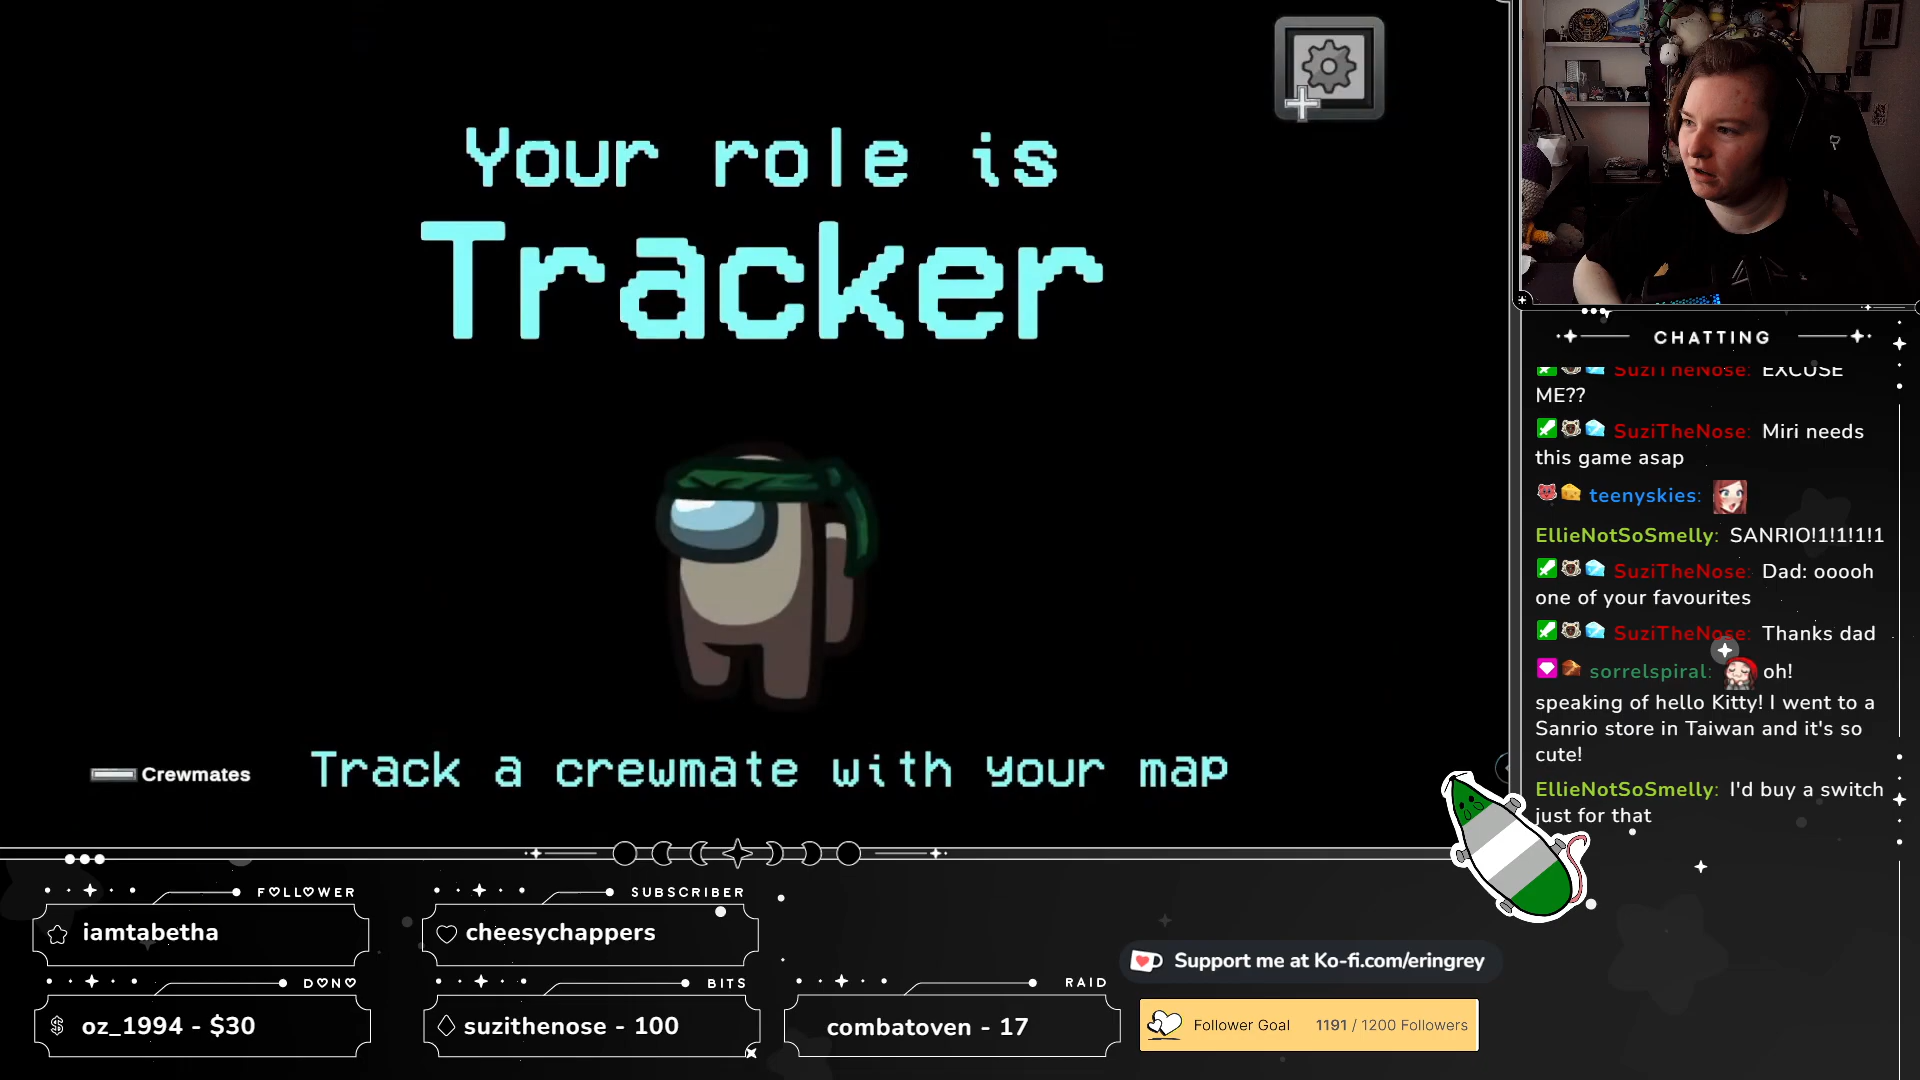 Your role is
Tracker
Track a crewmate with your map
Crewmates
CHATTING
SuziTheNose: EXCUSE
ME??
SuziTheNose: Miri needs
this game asap
teenyskies:
EllieNotSoSmelly: SANRIO!1!1!1!1
SuziTheNose: Dad: ooooh
one of your favourites
SuziTheNose: Thanks dad
sorrelspiral: oh!
speaking of hello Kitty! I went to a
Sanrio store in Taiwan and it's so
cute!
EllieNotSoSmelly: I'd buy a switch
just for that
FOLLOWER
iamtabetha
SUBSCRIBER
cheesychappers
DONO
oz_1994 - $30
BITS
suzithenose - 100
RAID
combatoven - 17
Support me at Ko-fi.com/eringrey
Follower Goal 1191 / 1200 Followers